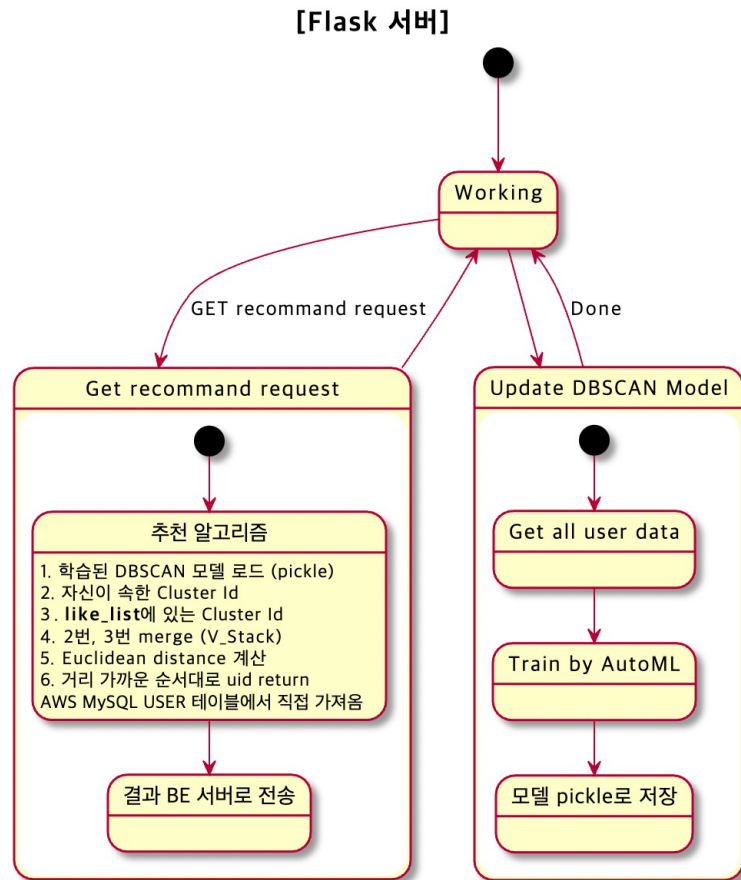 [Flask 서버]
Working
GET recommand request
Done
Get recommand request
추천 알고리즘
1. 학습된 DBSCAN 모델 로드 (pickle)
2. 자신이 속한 Cluster Id
3 . like_list에 있는 Cluster Id
4. 2번, 3번 merge (V_Stack)
5. Euclidean distance 계산
6. 거리 가까운 순서대로 uid return
AWS MySQL USER 테이블에서 직접 가져옴
결과 BE 서버로 전송
Update DBSCAN Model
Get all user data
Train by AutoML
모델 pickle로 저장